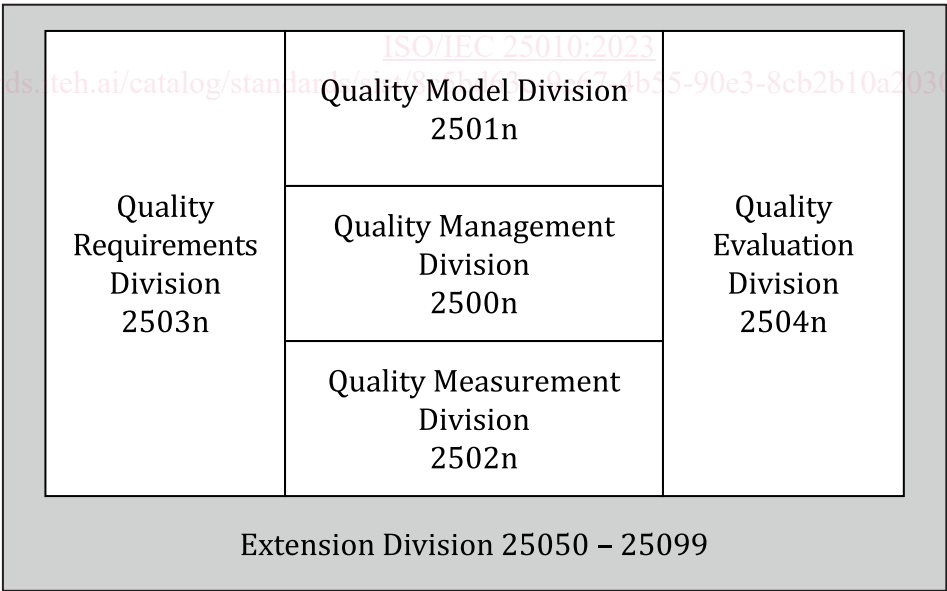 ISO/IEC 25010:2023
Quality Model Division
2501n
Quality
Requirements
Division
2503n
Quality Management
Division
2500n
Quality
Evaluation
Division
2504n
Quality Measurement
Division
2502n
Extension Division 25050 – 25099